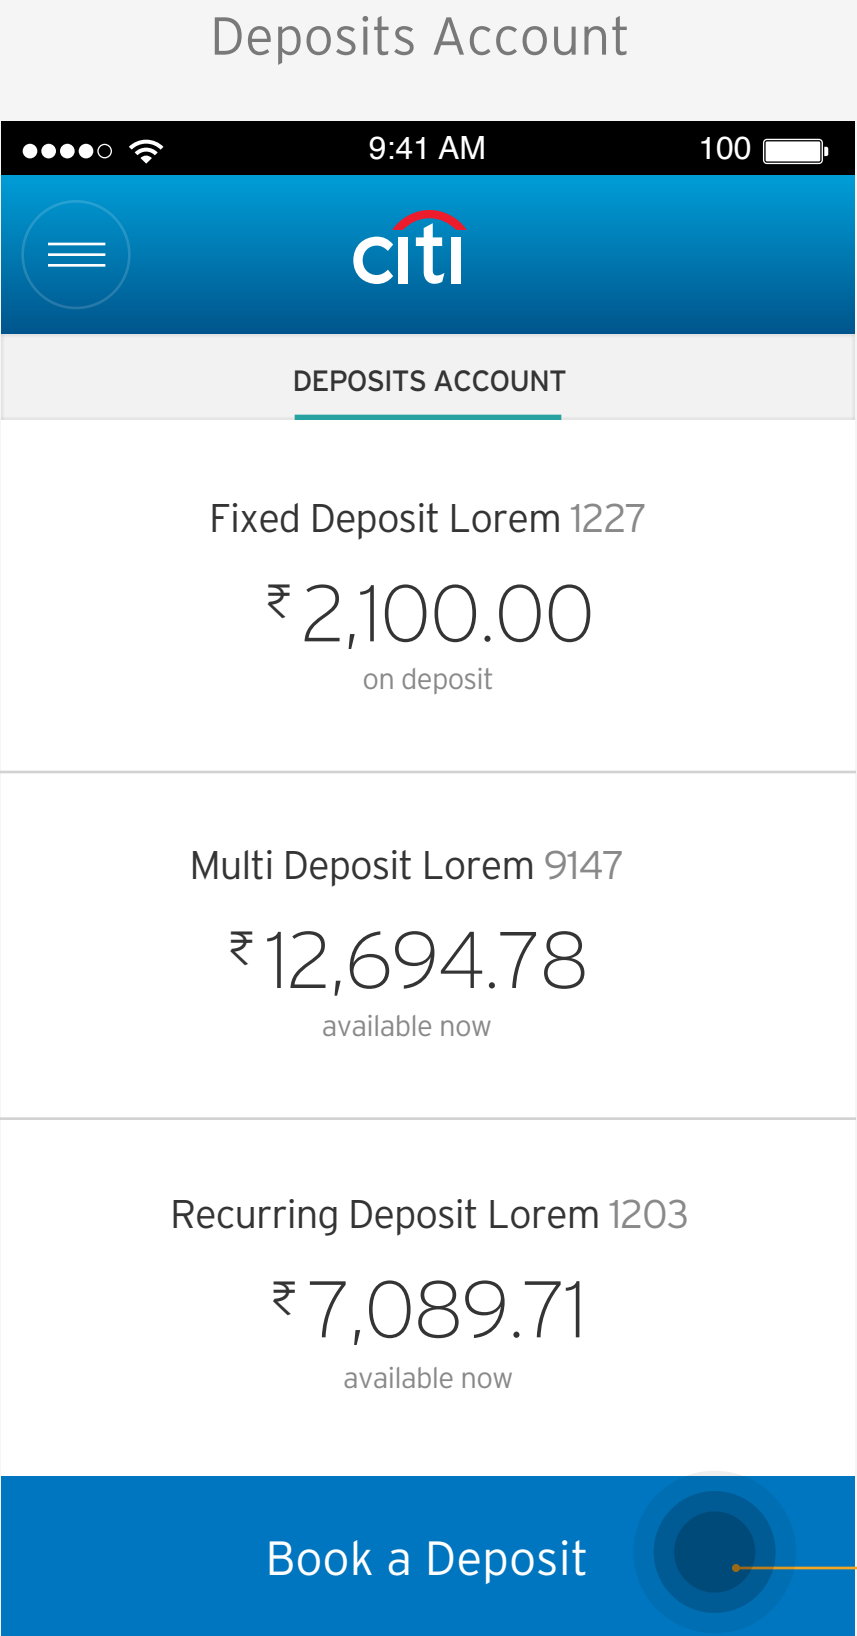 Deposits Account
9:41 AM 100
citi
DEPOSITS ACCOUNT
Fixed Deposit Lorem 1227
₹ 2,100.00
on deposit
Multi Deposit Lorem 9147
₹ 12,694.78
available now
Recurring Deposit Lorem 1203
₹ 7,089.71
available now
Book a Deposit